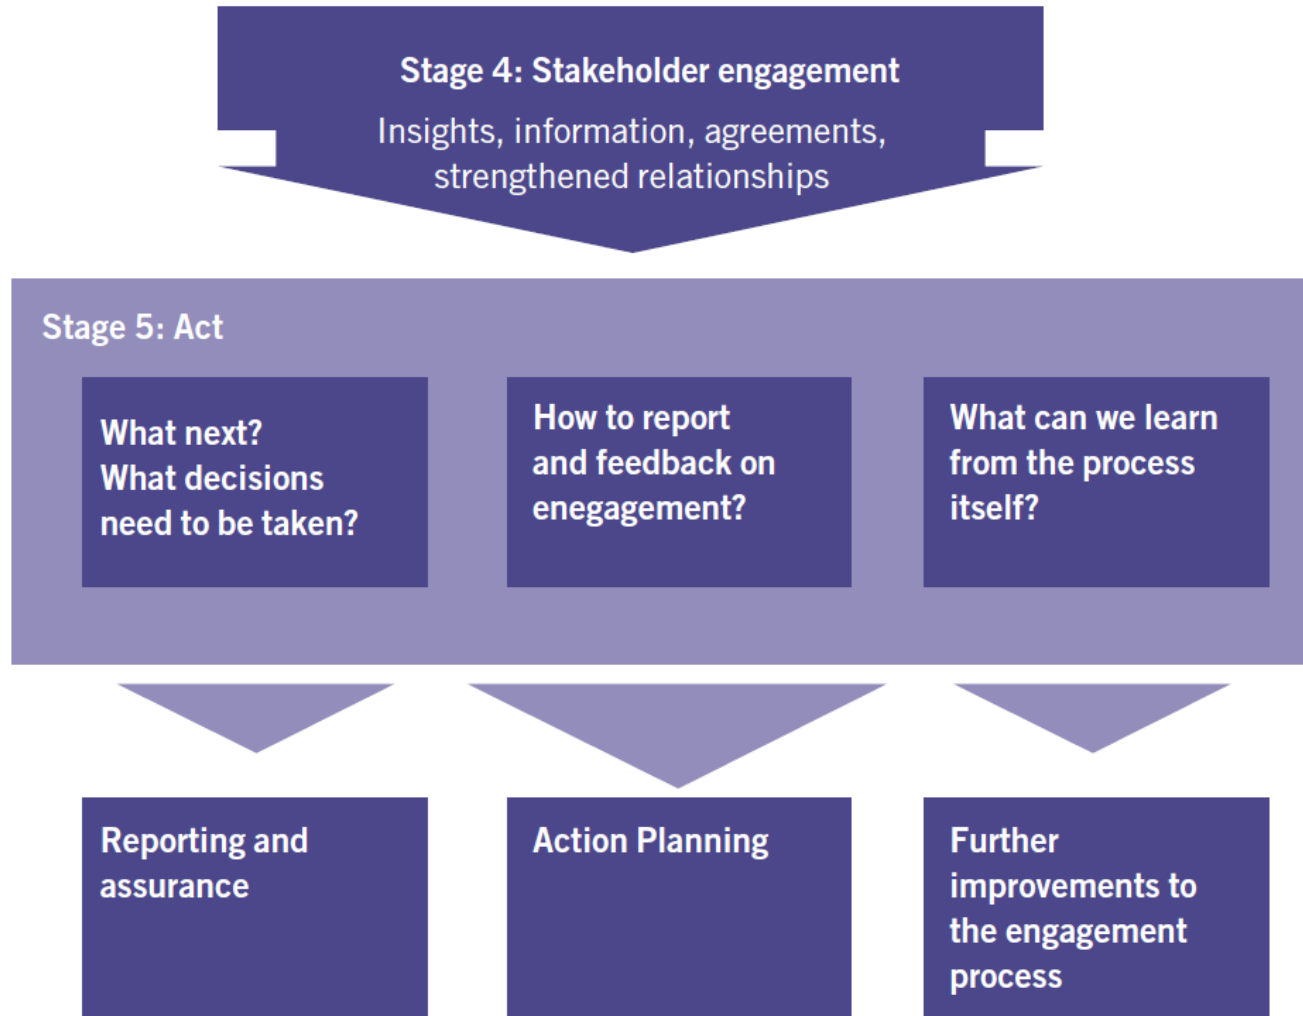 Stage 4: Stakeholder engagement
Insights, information, agreements,
strengthened relationships
Stage 5: Act
What next?
What decisions
need to be taken?
How to report
and feedback on
enegagement?
What can we learn
from the process
itself?
Reporting and
assurance
Action Planning
Further
improvements to
the engagement
process